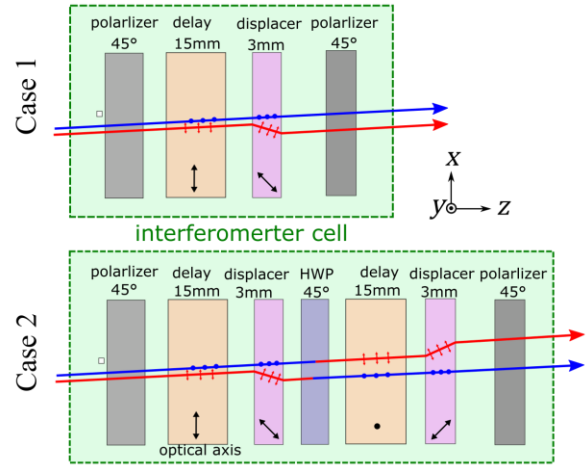 Case 1
polarlizer delay displacer polarlizer
45° 15mm 3mm 45°
x
y z
interferomerter cell
Case 2
polarlizer delay displacer HWP delay displacer polarlizer
45° 15mm 3mm 45° 15mm 3mm 45°
optical axis